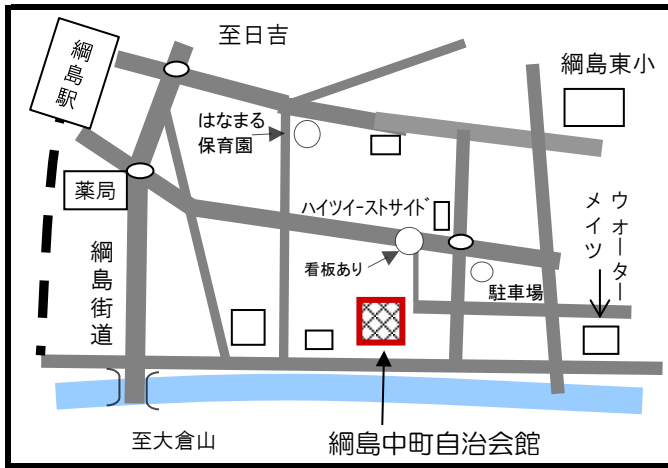 至日吉
綱島駅
綱島東小
はなまる
保育園
薬局
ハイツイーストサイド
ウォーター
メイツ
看板あり
駐車場
綱島街道
至大倉山
綱島中町自治会館